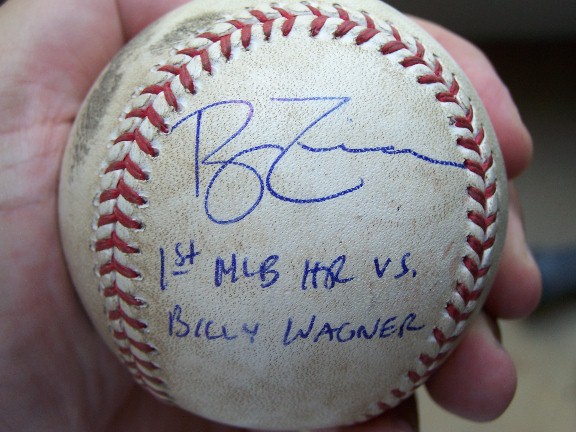 1st MLB HR VS.
BILLY WAGNER